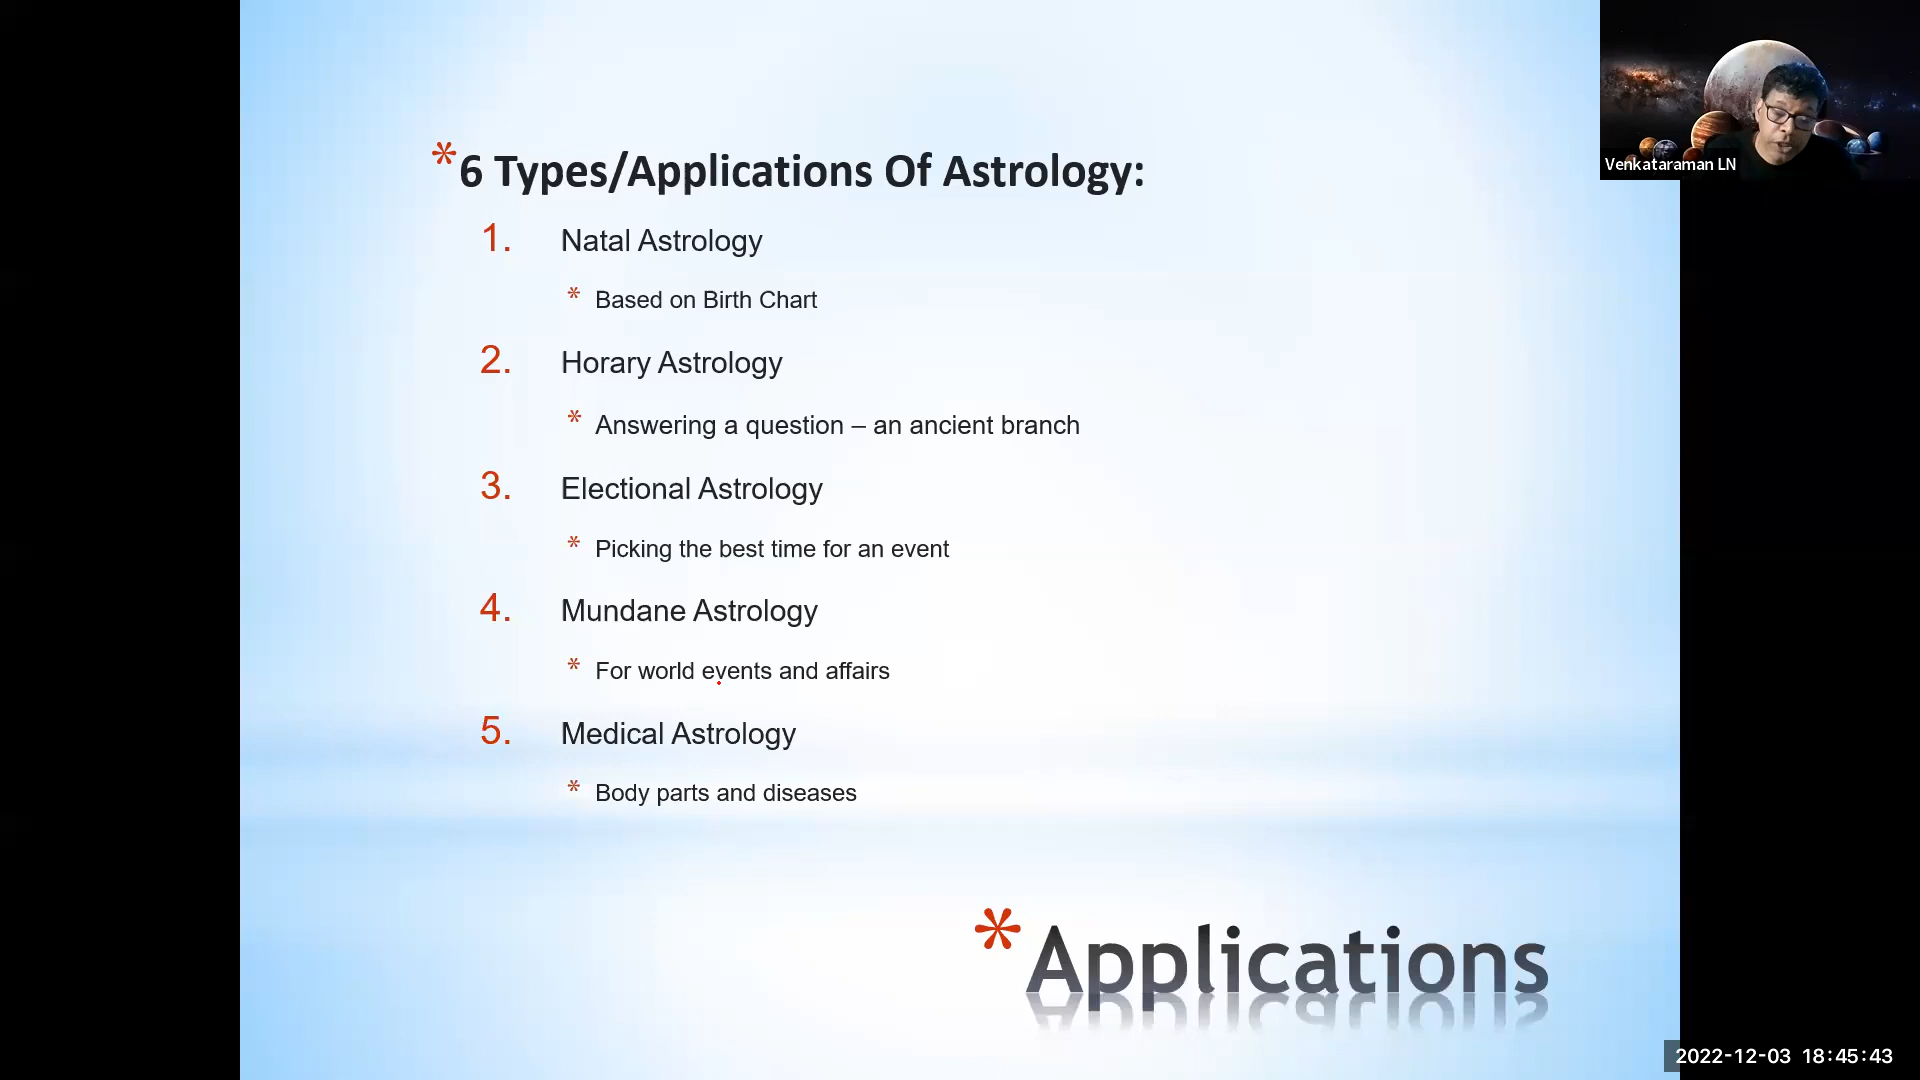 *6 Types/Applications Of Astrology:
1. Natal Astrology
* Based on Birth Chart
2. Horary Astrology
* Answering a question – an ancient branch
3. Electional Astrology
* Picking the best time for an event
4. Mundane Astrology
* For world events and affairs
5. Medical Astrology
* Body parts and diseases
*Applications
Venkataraman LN
2022-12-03 18:45:43